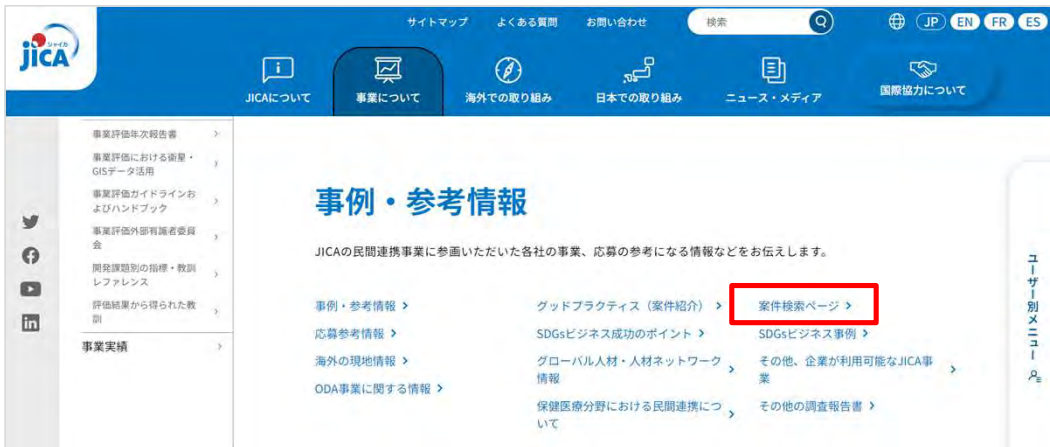 シャイカ
jICA
サイトマップ よくある質問 お問い合わせ 検索 JP EN FR ES
JICAについて 事業について 海外での取り組み 日本での取り組み ニュース・メディア 国際協力について
事業評価年次報告書
事業評価における衛星・
GISデータ活用
事業評価ガイドラインお
よびハンドブック
事業評価外部有識者委員
会
開発課題別の指標・教訓
レファレンス
評価結果から得られた教
訓
事業実績
事例・参考情報
JICAの民間連携事業に参画いただいた各社の事業、応募の参考になる情報などをお伝えします。
事例・参考情報
応募参考情報
海外の現地情報
ODA事業に関する情報
グッドプラクティス（案件紹介）
SDGsビジネス成功のポイント
グローバル人材・人材ネットワーク
情報
保健医療分野における民間連携につ
いて
案件検索ページ
SDGsビジネス事例
その他、企業が利用可能なJICA事
業
その他の調査報告書
ユーザー別メニュー